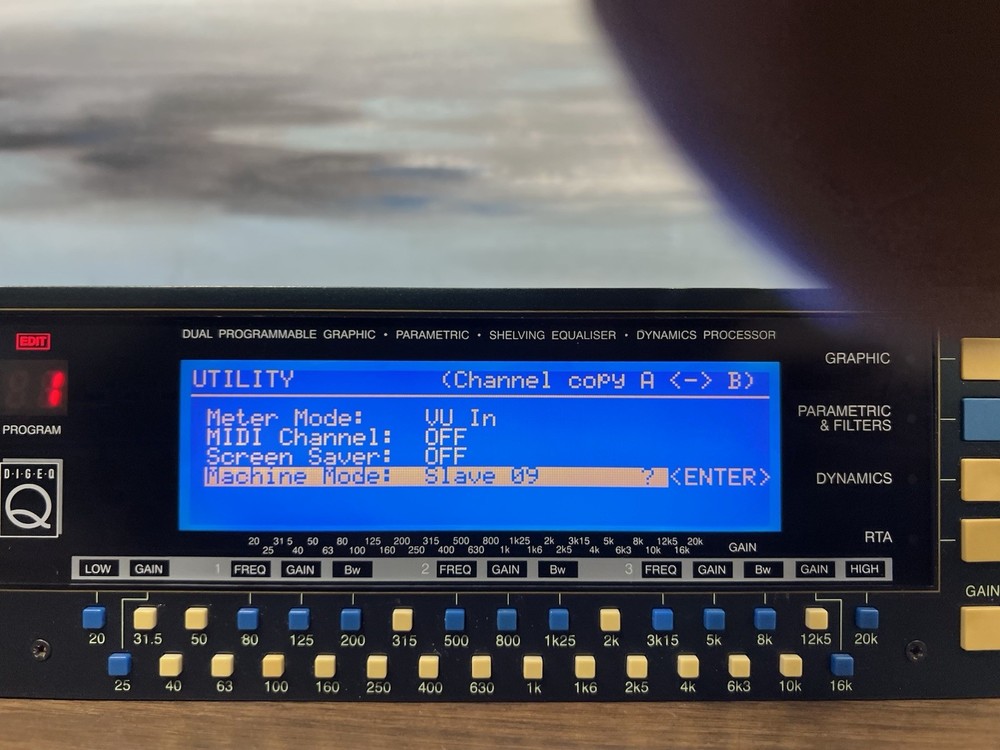 DUAL PROGRAMMABLE GRAPHIC • PARAMETRIC • SHELVING EQUALISER • DYNAMICS PROCESSOR
EDIT
1
PROGRAM
D·I·G·E·Q
Q
UTILITY (Channel copy A <-> B)
Meter Mode: VU In
MIDI Channel: OFF
Screen Saver: OFF
Machine Mode: Slave 09 ? <ENTER>
GRAPHIC
PARAMETRIC
& FILTERS
DYNAMICS
RTA
GAIN
20 31 5 50 80 125 200 315 500 800 1k25 2k 3k15 5k 8k 12k5 20k
25 40 63 100 160 250 400 630 1k 1k6 2k5 4k 6k3 10k 16k
GAIN
LOW GAIN 1 FREQ GAIN Bw 2 FREQ GAIN Bw 3 FREQ GAIN Bw GAIN HIGH
20 31.5 50 80 125 200 315 500 800 1k25 2k 3k15 5k 8k 12k5 20k
25 40 63 100 160 250 400 630 1k 1k6 2k5 4k 6k3 10k 16k